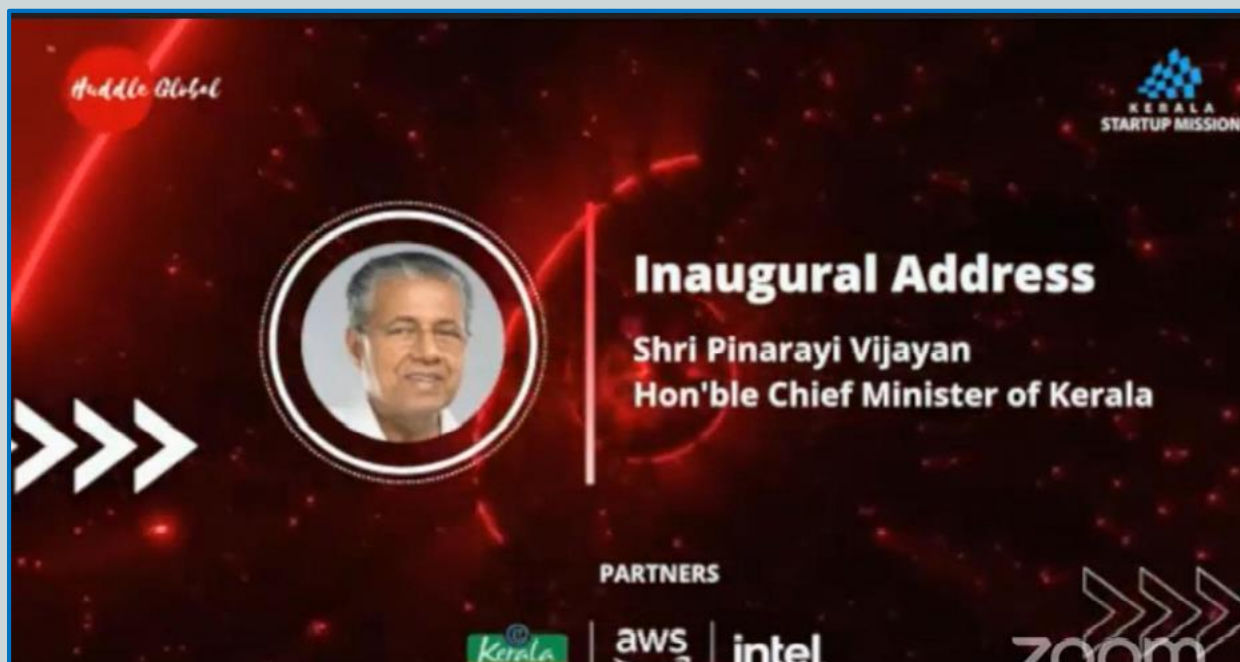 Huddle Global
KERALA
STARTUP MISSION
Inaugural Address
Shri Pinarayi Vijayan
Hon'ble Chief Minister of Kerala
PARTNERS
Kerala
aws
intel
zoom